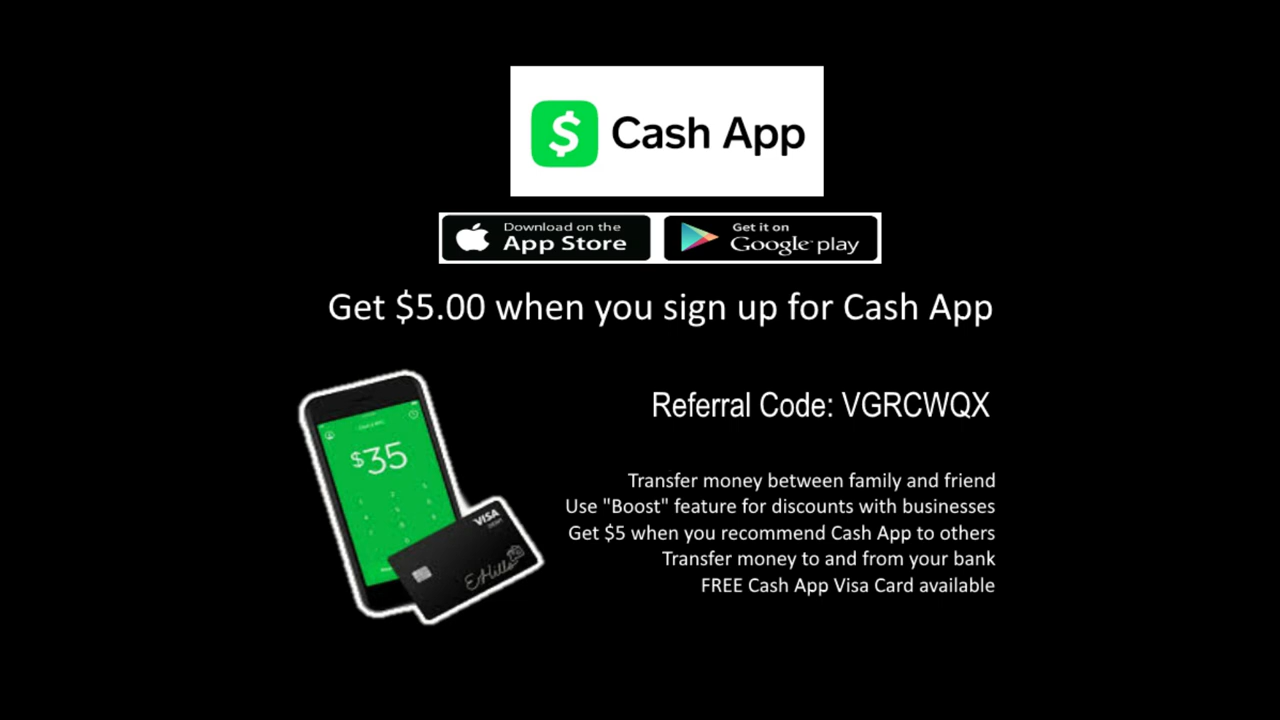 $ Cash App
Download on the
App Store
Get it on
Google play
Get $5.00 when you sign up for Cash App
Referral Code: VGRCWQX
$35
VISA
Transfer money between family and friend
Use "Boost" feature for discounts with businesses
Get $5 when you recommend Cash App to others
Transfer money to and from your bank
FREE Cash App Visa Card available